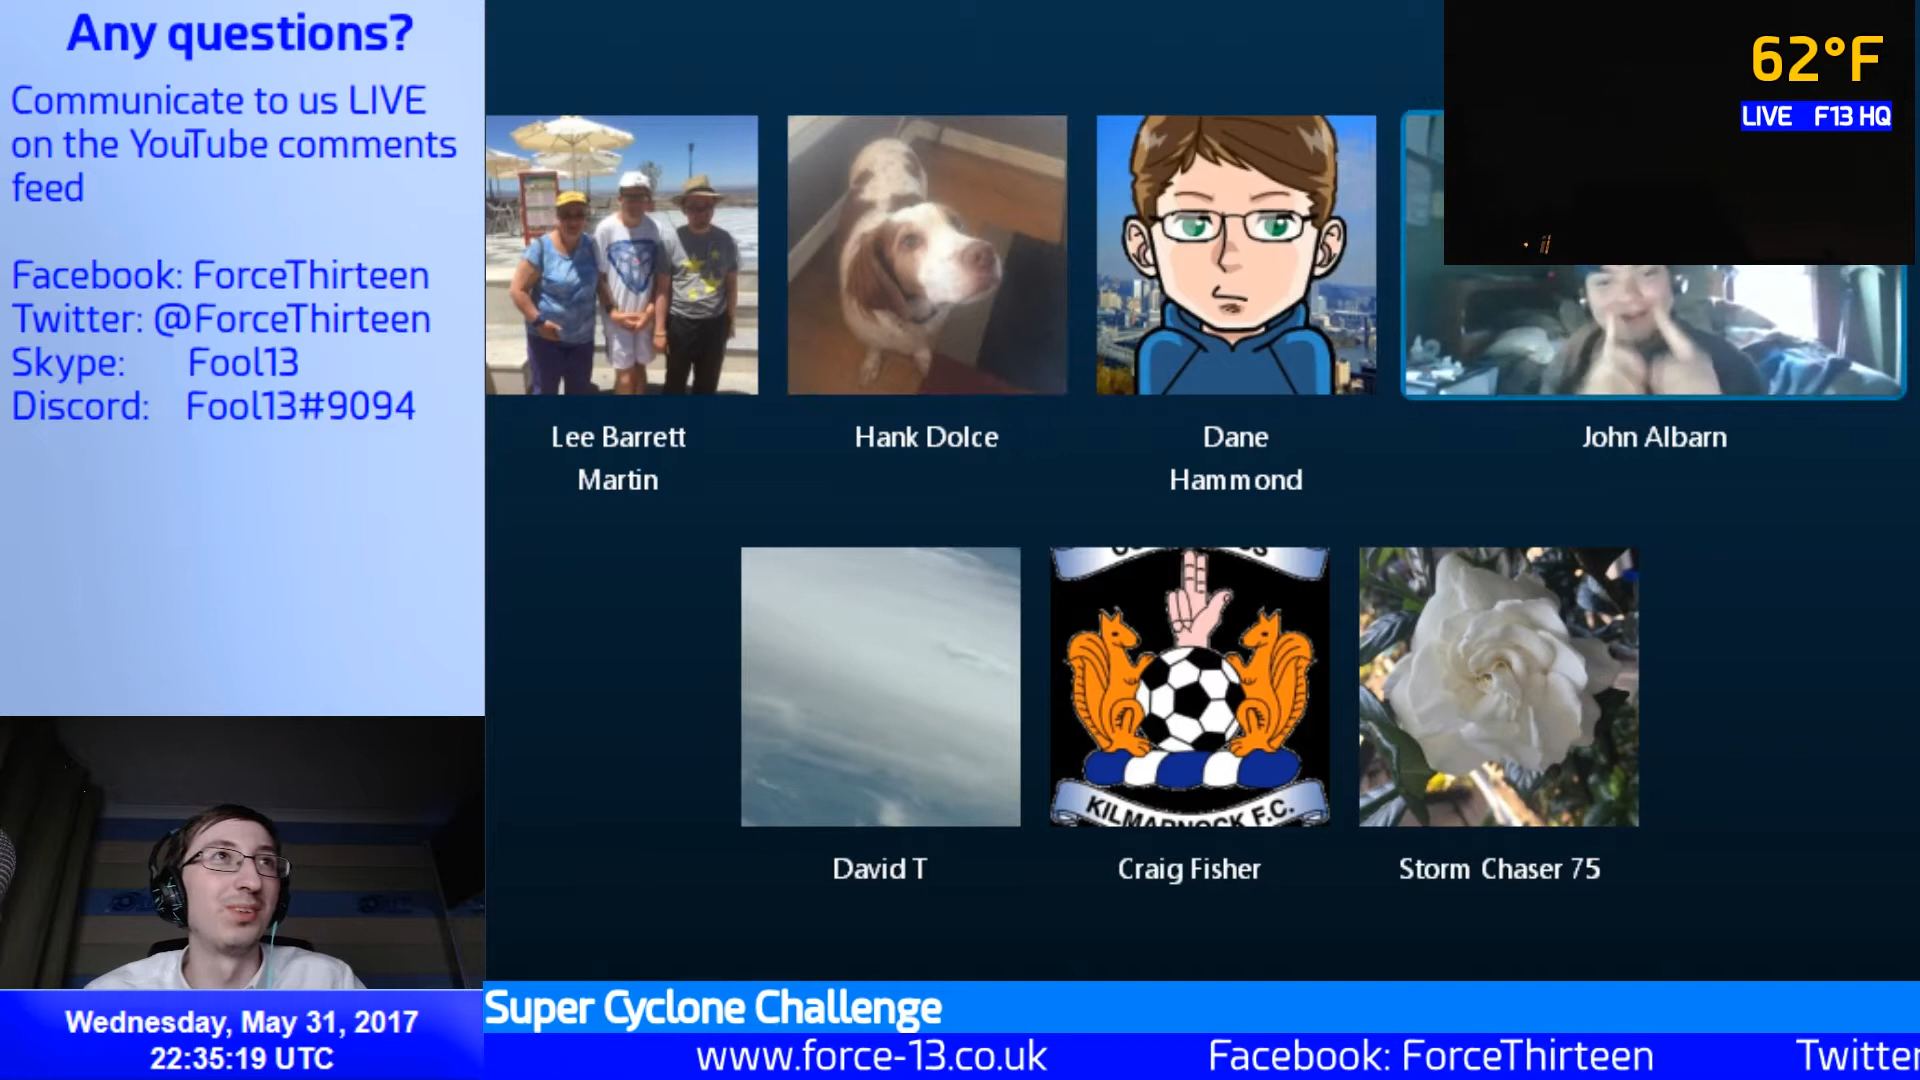 Any questions?
Communicate to us LIVE
on the YouTube comments
feed
Facebook: ForceThirteen
Twitter: @ForceThirteen
Skype: Fool13
Discord: Fool13#9094
62°F
LIVE F13 HQ
Lee Barrett
Martin
Hank Dolce
Dane
Hammond
John Albarn
KILMARNOCK F.C.
David T
Craig Fisher
Storm Chaser 75
Super Cyclone Challenge
Wednesday, May 31, 2017
22:35:19 UTC
www.force-13.co.uk
Facebook: ForceThirteen
Twitter